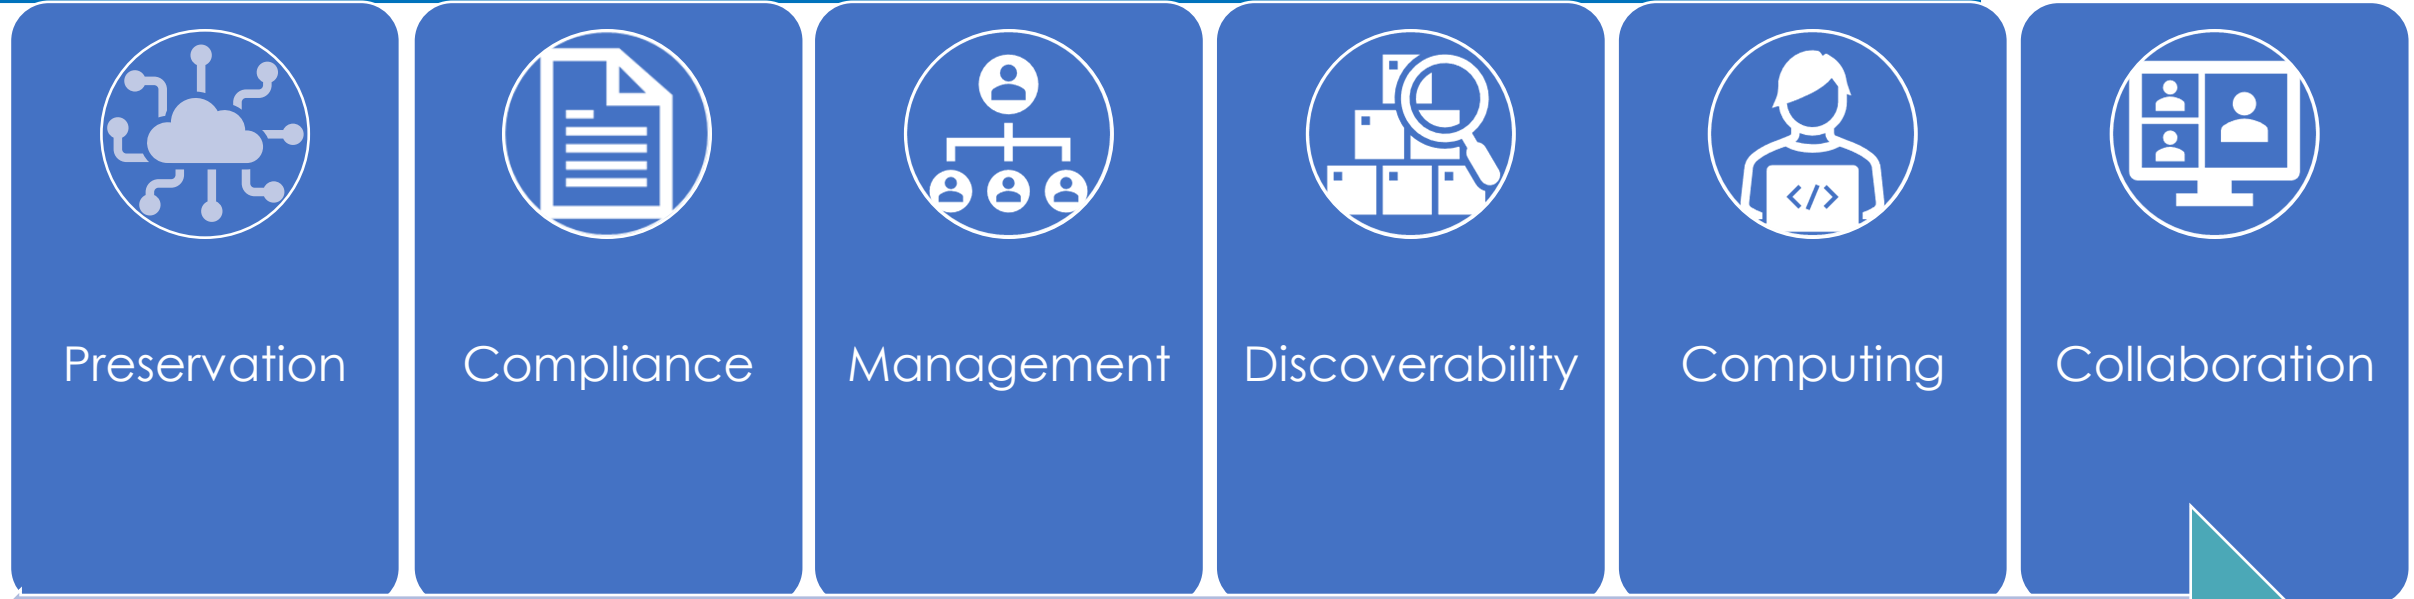 Preservation
Compliance
Management
Discoverability
Computing
Collaboration